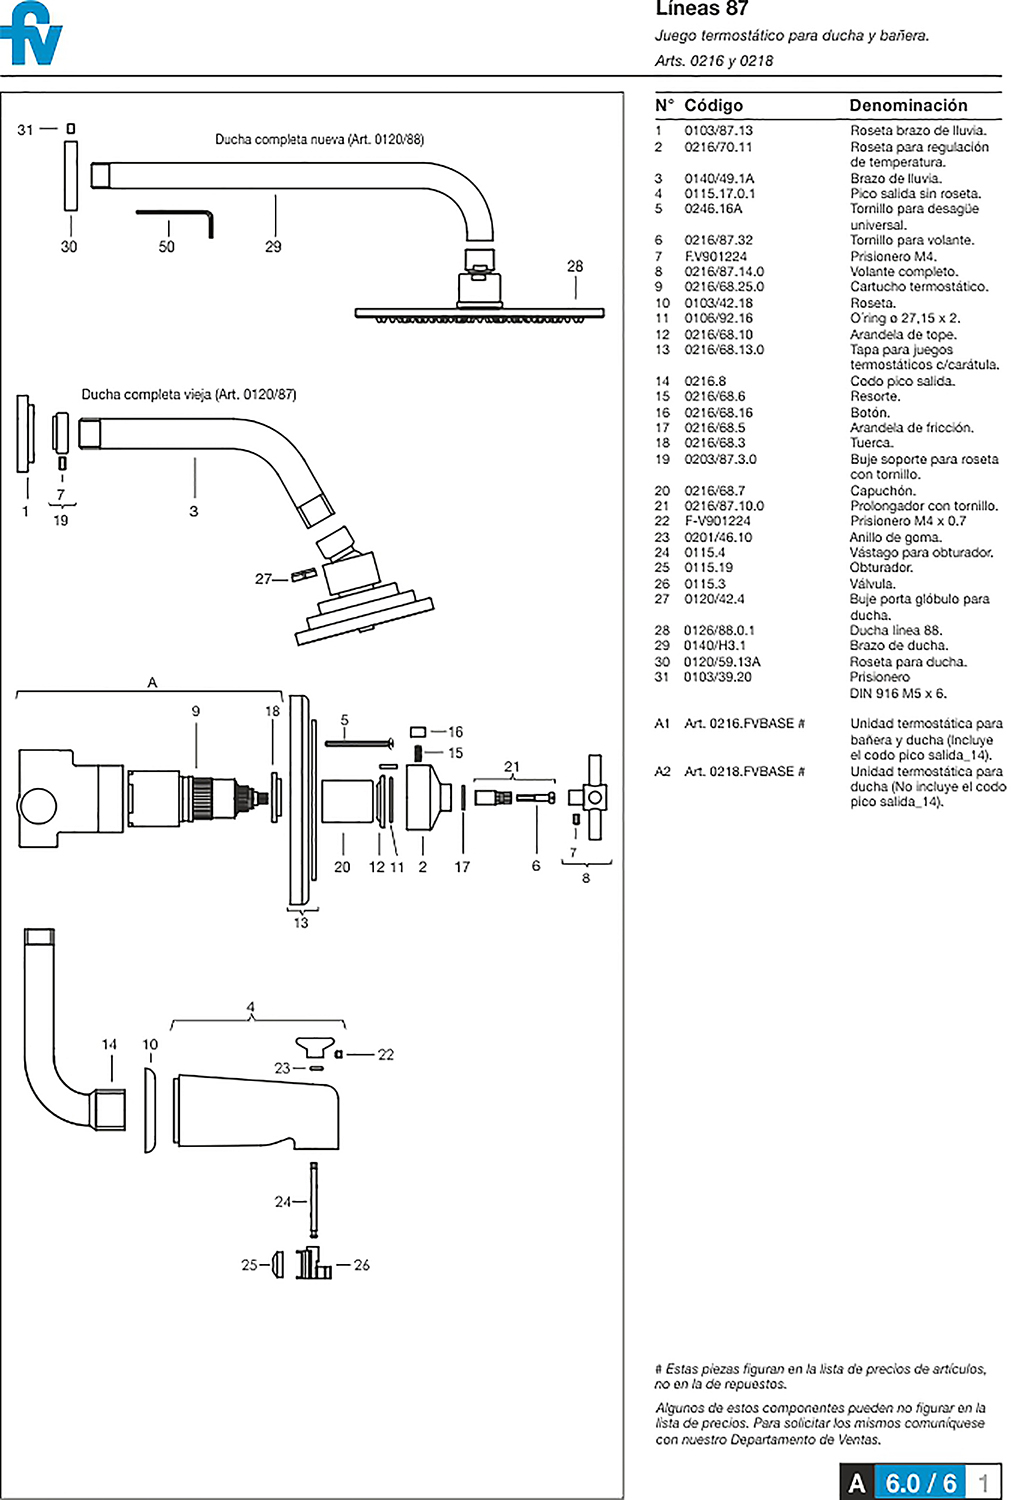 fv
Líneas 87
Juego termostático para ducha y bañera.
Arts. 0216 y 0218
31
Ducha completa nueva (Art. 0120/88)
30
50
29
28
Ducha completa vieja (Art. 0120/87)
1
7
19
3
27
A
9
18
5
16
15
21
20
12
11
2
17
6
7
8
13
4
14
10
22
23
24
25
26
N° Código Denominación
1 0103/87.13 Roseta brazo de lluvia.
2 0216/70.11 Roseta para regulación
de temperatura.
3 0140/49.1A Brazo de lluvia.
4 0115.17.0.1 Pico salida sin roseta.
5 0246.16A Tornillo para desagüe
universal.
6 0216/87.32 Tornillo para volante.
7 F.V901224 Prisionero M4.
8 0216/87.14.0 Volante completo.
9 0216/68.25.0 Cartucho termostático.
10 0103/42.18 Roseta.
11 0106/92.16 O´ring ø 27,15 x 2.
12 0216/68.10 Arandela de tope.
13 0216/68.13.0 Tapa para juegos
termostáticos c/carátula.
14 0216.8 Codo pico salida.
15 0216/68.6 Resorte.
16 0216/68.16 Botón.
17 0216/68.5 Arandela de fricción.
18 0216/68.3 Tuerca.
19 0203/87.3.0 Buje soporte para roseta
con tornillo.
20 0216/68.7 Capuchón.
21 0216/87.10.0 Prolongador con tornillo.
22 F-V901224 Prisionero M4 x 0.7
23 0201/46.10 Anillo de goma.
24 0115.4 Vástago para obturador.
25 0115.19 Obturador.
26 0115.3 Válvula.
27 0120/42.4 Buje porta glóbulo para
ducha.
28 0126/88.0.1 Ducha línea 88.
29 0140/H3.1 Brazo de ducha.
30 0120/59.13A Roseta para ducha.
31 0103/39.20 Prisionero
DIN 916 M5 x 6.
A1 Art. 0216.FVBASE # Unidad termostática para
bañera y ducha (Incluye
el codo pico salida_14).
A2 Art. 0218.FVBASE # Unidad termostática para
ducha (No incluye el codo
pico salida_14).
# Estas piezas figuran en la lista de precios de artículos,
no en la de repuestos.
Algunos de estos componentes pueden no figurar en la
lista de precios. Para solicitar los mismos comuníquese
con nuestro Departamento de Ventas.
A 6.0 / 6 1